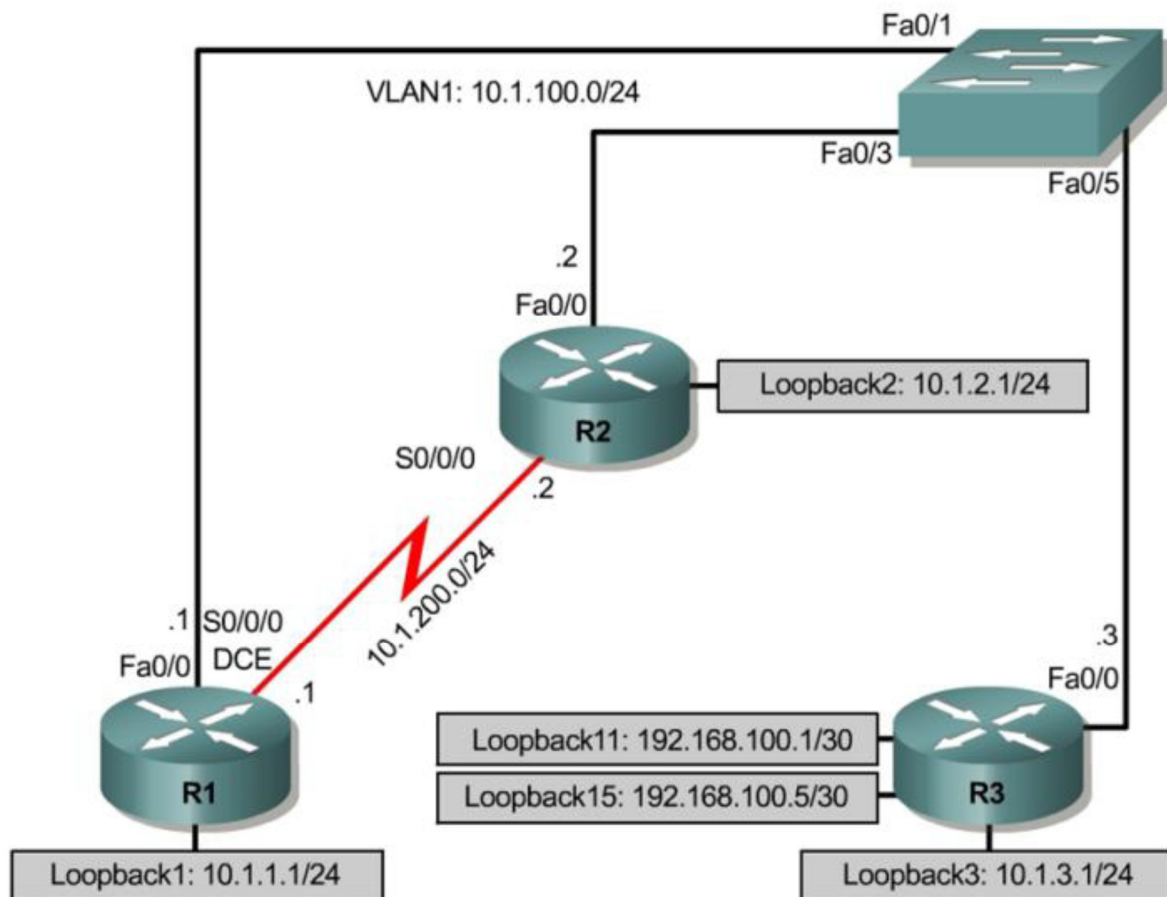 Fa0/1
VLAN1: 10.1.100.0/24
Fa0/3
Fa0/5
.2
Fa0/0
Loopback2: 10.1.2.1/24
R2
S0/0/0
.2
10.1.200.0/24
.1
S0/0/0
DCE
Fa0/0
.1
.3
Fa0/0
Loopback11: 192.168.100.1/30
Loopback15: 192.168.100.5/30
R1
R3
Loopback1: 10.1.1.1/24
Loopback3: 10.1.3.1/24